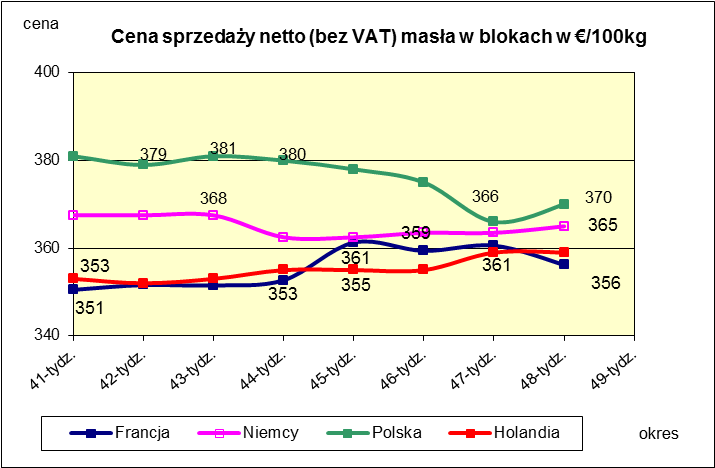 cena
Cena sprzedaży netto (bez VAT) masła w blokach w €/100kg
400
380
360
340
379
381
380
366
370
368
359
365
353
361
361
351
353
355
356
41-tydz.
42-tydz.
43-tydz.
44-tydz.
45-tydz.
46-tydz.
47-tydz.
48-tydz.
49-tydz.
Francja
Niemcy
Polska
Holandia
okres